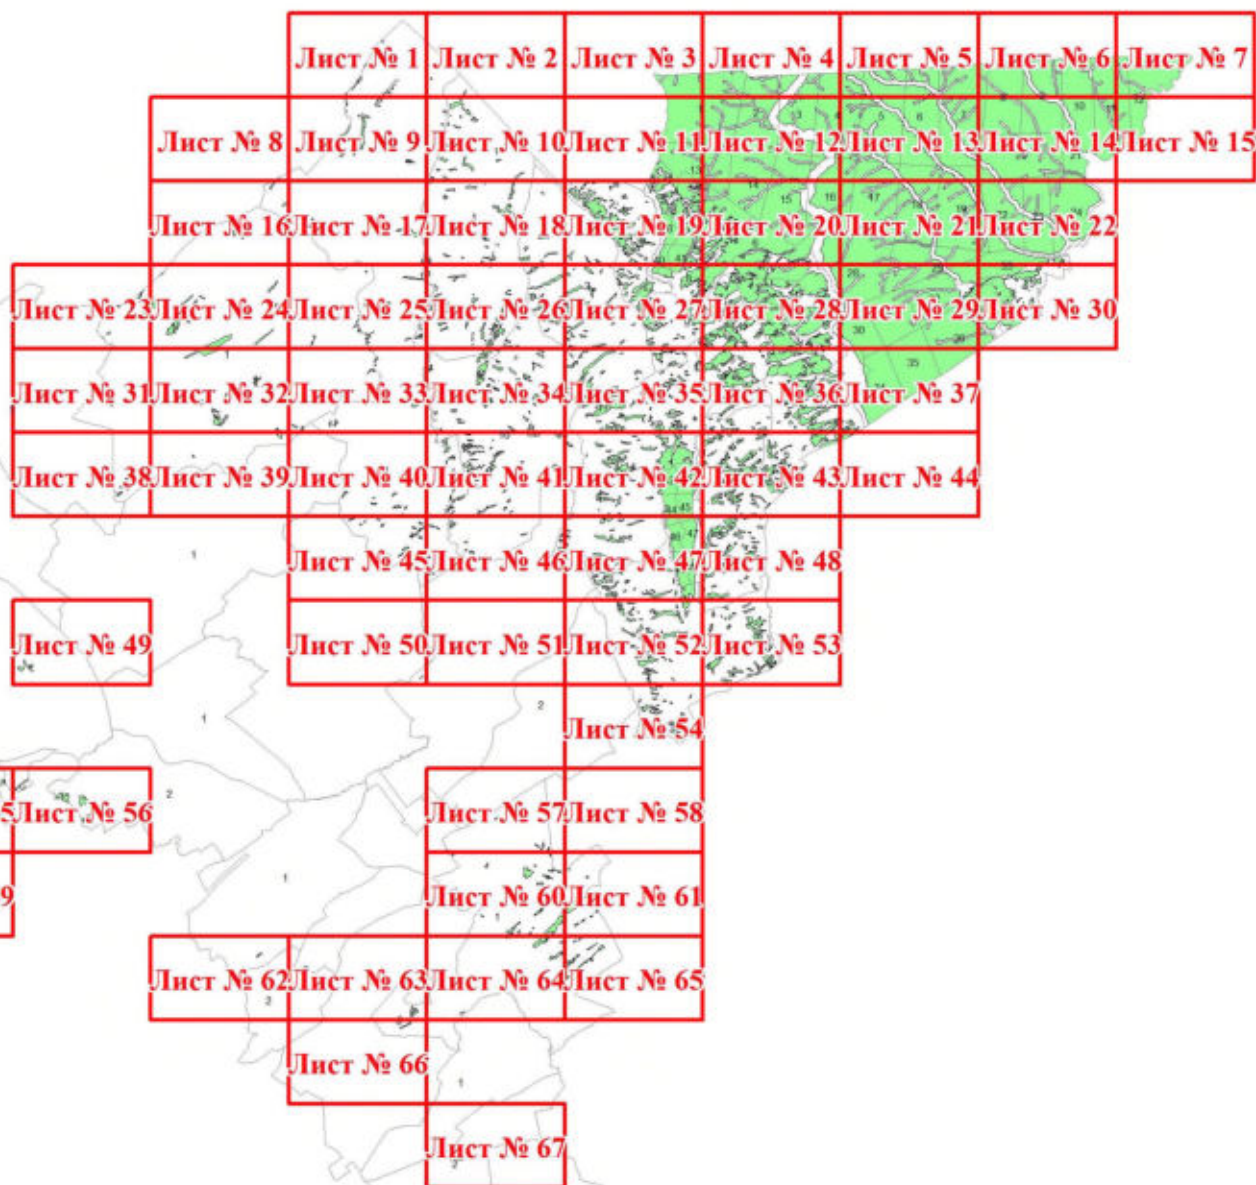 Лист № 1 Лист № 2 Лист № 3 Лист № 4 Лист № 5 Лист № 6 Лист № 7
Лист № 8 Лист № 9 Лист № 10 Лист № 11 Лист № 12 Лист № 13 Лист № 14 Лист № 15
Лист № 16 Лист № 17 Лист № 18 Лист № 19 Лист № 20 Лист № 21 Лист № 22
Лист № 23 Лист № 24 Лист № 25 Лист № 26 Лист № 27 Лист № 28 Лист № 29 Лист № 30
Лист № 31 Лист № 32 Лист № 33 Лист № 34 Лист № 35 Лист № 36 Лист № 37
Лист № 38 Лист № 39 Лист № 40 Лист № 41 Лист № 42 Лист № 43 Лист № 44
Лист № 45 Лист № 46 Лист № 47 Лист № 48
Лист № 49 Лист № 50 Лист № 51 Лист № 52 Лист № 53
Лист № 54
5 Лист № 56 Лист № 57 Лист № 58
9 Лист № 60 Лист № 61
Лист № 62 Лист № 63 Лист № 64 Лист № 65
Лист № 66
Лист № 67